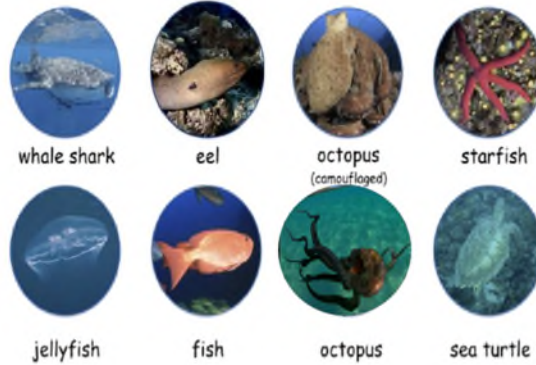 whale shark
eel
octopus
(camouflaged)
starfish
jellyfish
fish
octopus
sea turtle